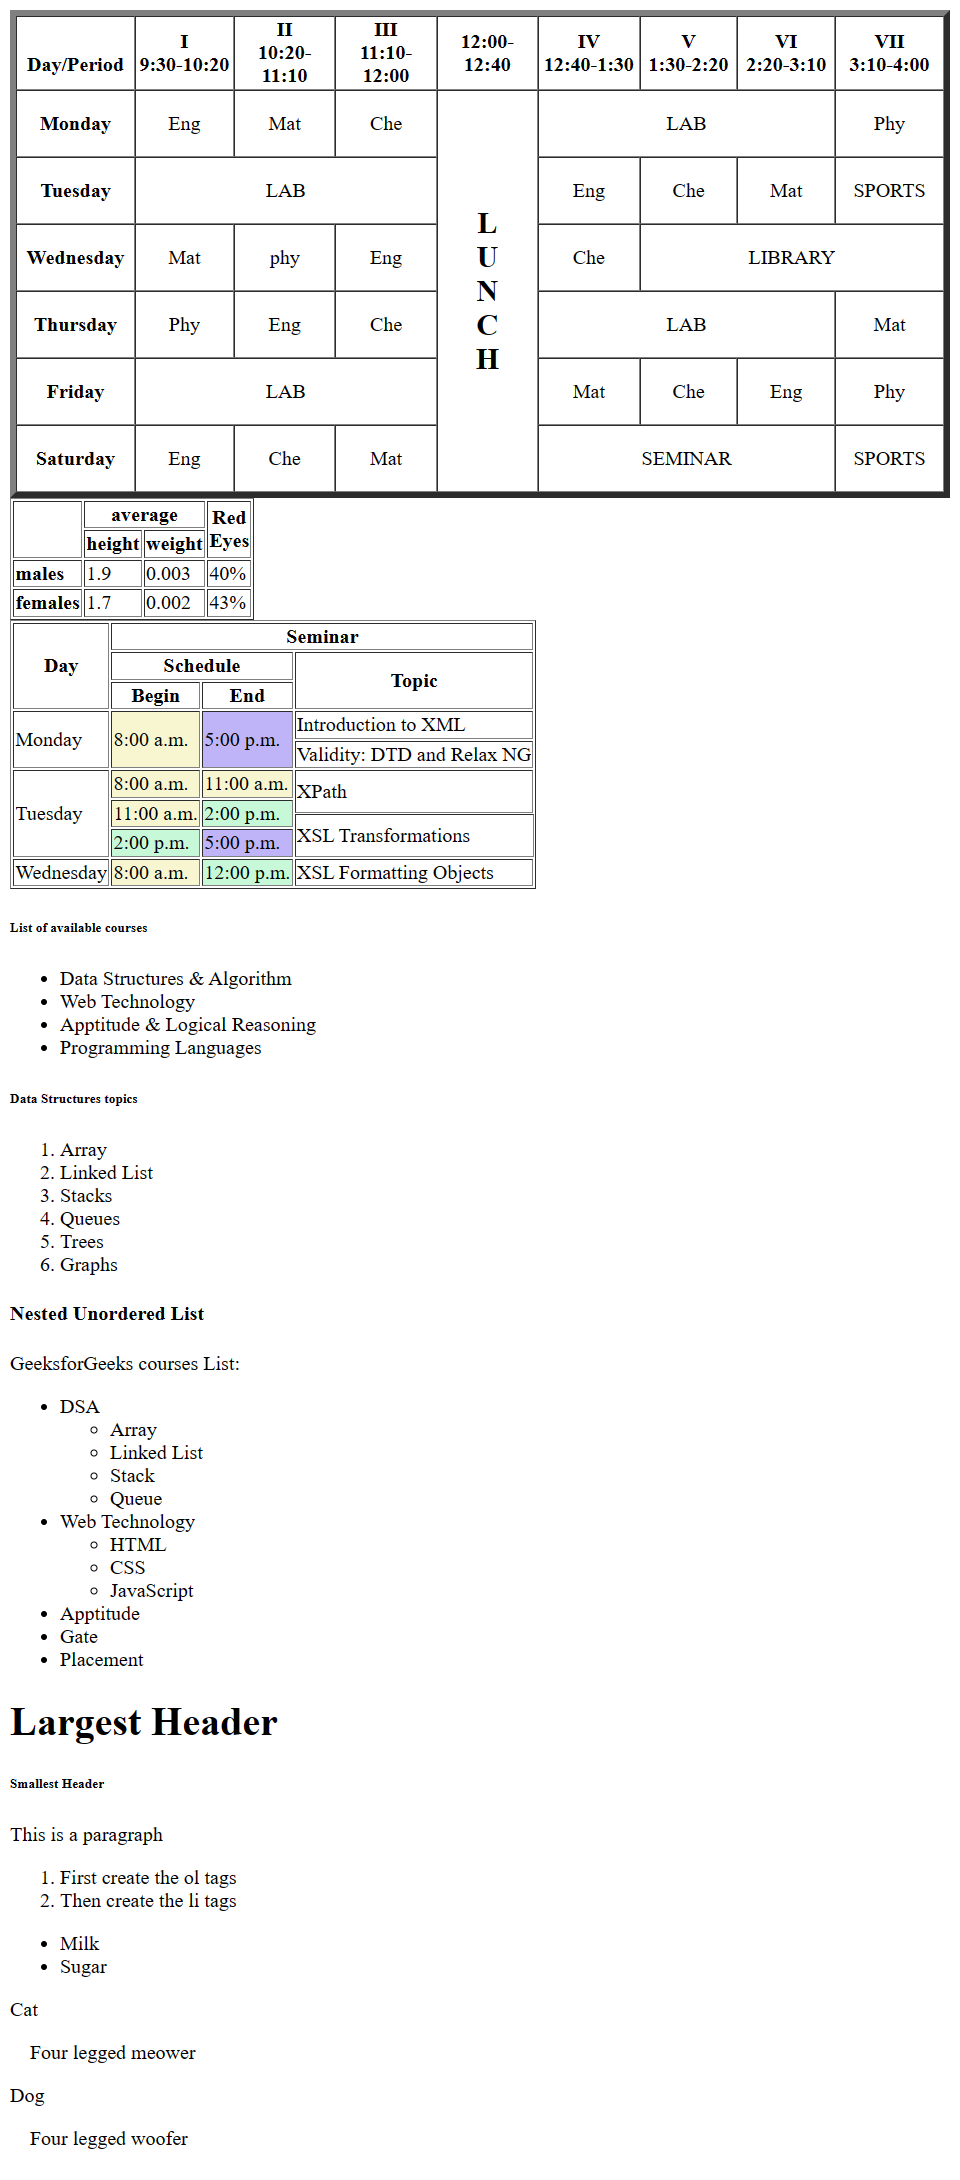 Day/Period I 9:30-10:20 II 10:20-11:10 III 11:10-12:00 12:00-12:40 IV 12:40-1:30 V 1:30-2:20 VI 2:20-3:10 VII 3:10-4:00
Monday Eng Mat Che L U N C H LAB Phy
Tuesday LAB Eng Che Mat SPORTS
Wednesday Mat phy Eng Che LIBRARY
Thursday Phy Eng Che LAB Mat
Friday LAB Mat Che Eng Phy
Saturday Eng Che Mat SEMINAR SPORTS
average Red Eyes
height weight
males 1.9 0.003 40%
females 1.7 0.002 43%
Day Seminar
Schedule Topic
Begin End
Monday 8:00 a.m. 5:00 p.m. Introduction to XML
Validity: DTD and Relax NG
Tuesday 8:00 a.m. 11:00 a.m. XPath
11:00 a.m. 2:00 p.m.
XSL Transformations
2:00 p.m. 5:00 p.m.
Wednesday 8:00 a.m. 12:00 p.m. XSL Formatting Objects
List of available courses
• Data Structures & Algorithm
• Web Technology
• Apptitude & Logical Reasoning
• Programming Languages
Data Structures topics
1. Array
2. Linked List
3. Stacks
4. Queues
5. Trees
6. Graphs
Nested Unordered List
GeeksforGeeks courses List:
• DSA
◦ Array
◦ Linked List
◦ Stack
◦ Queue
• Web Technology
◦ HTML
◦ CSS
◦ JavaScript
• Apptitude
• Gate
• Placement
Largest Header
Smallest Header
This is a paragraph
1. First create the ol tags
2. Then create the li tags
• Milk
• Sugar
Cat
Four legged meower
Dog
Four legged woofer